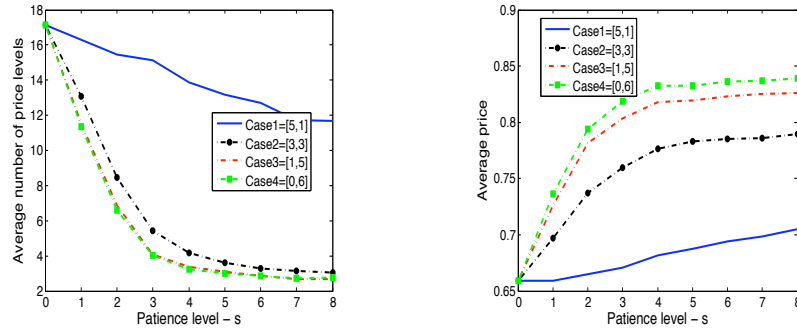 18
16
14
12
10
8
6
4
2
Average number of price levels
0 1 2 3 4 5 6 7 8
Patience level – s
Case1=[5,1]
Case2=[3,3]
Case3=[1,5]
Case4=[0,6]
0.9
0.85
0.8
0.75
0.7
0.65
Average price
0 1 2 3 4 5 6 7 8
Patience level – s
Case1=[5,1]
Case2=[3,3]
Case3=[1,5]
Case4=[0,6]